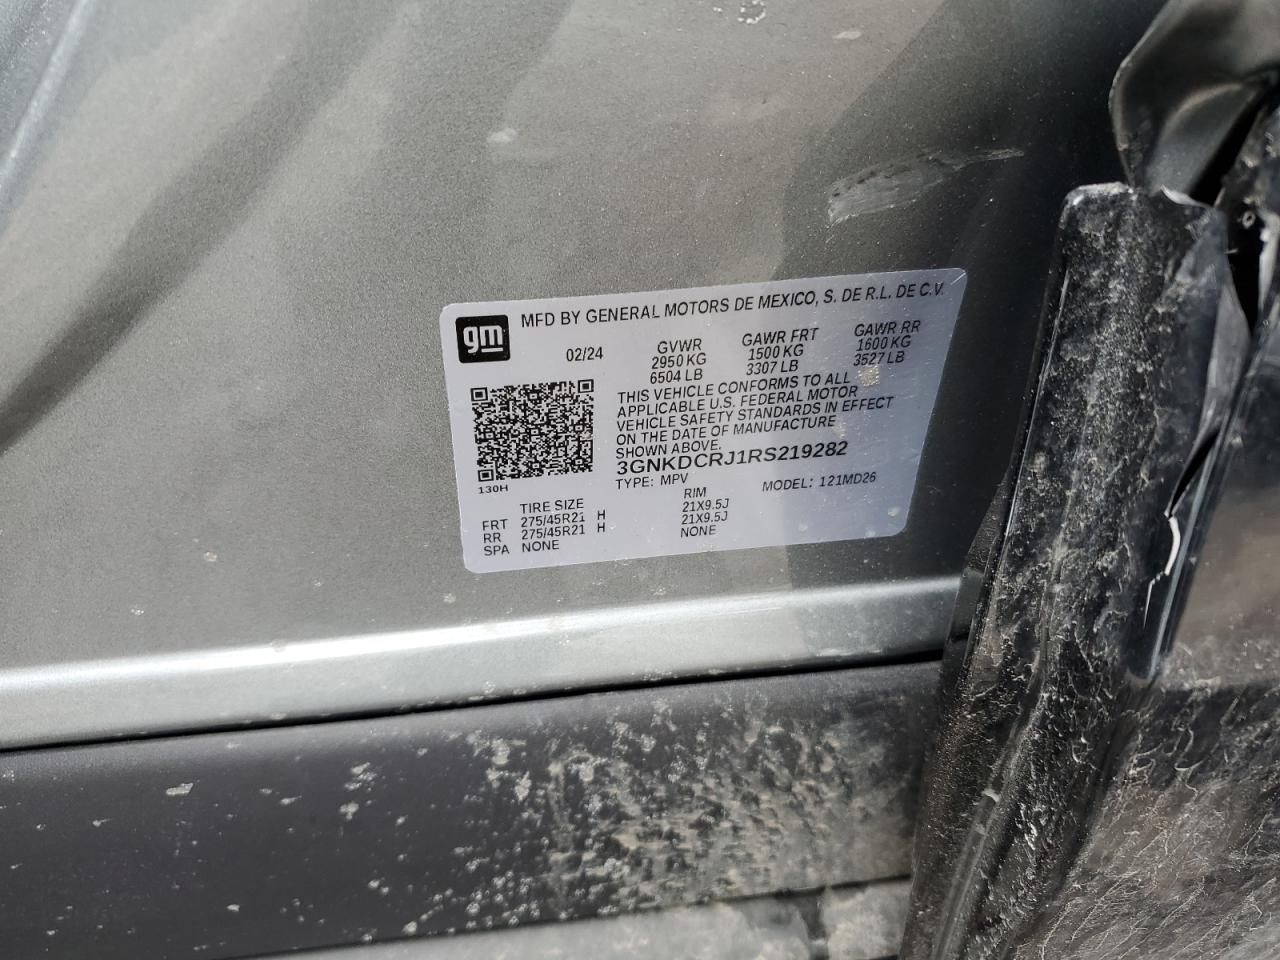 gm MFD BY GENERAL MOTORS DE MEXICO, S. DE R.L. DE C.V.
02/24 GVWR GAWR FRT GAWR RR
2950 KG 1500 KG 1600 KG
6504 LB 3307 LB 3527 LB
THIS VEHICLE CONFORMS TO ALL
APPLICABLE U.S. FEDERAL MOTOR
VEHICLE SAFETY STANDARDS IN EFFECT
ON THE DATE OF MANUFACTURE
SHOWN ABOVE.
3GNKDCRJ1RS219282
TYPE: MPV MODEL: 121MD26
130H
TIRE SIZE RIM
FRT 275/45R21 H 21X9.5J
RR 275/45R21 H 21X9.5J
SPA NONE NONE